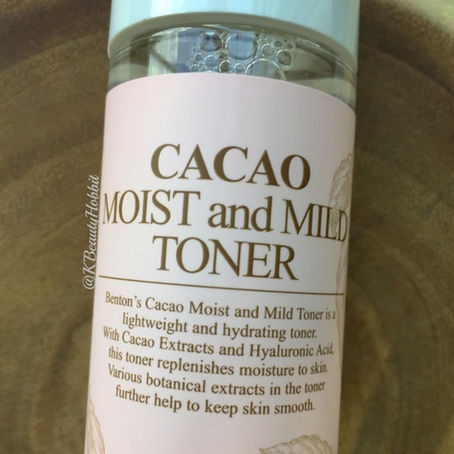 CACAO
MOIST and MILD
TONER
Benton's Cacao Moist and Mild Toner is a
lightweight and hydrating toner.
With Cacao Extracts and Hyaluronic Acid,
this toner replenishes moisture to skin.
Various botanical extracts in the toner
further help to keep skin smooth.
@KBeautyHobbit